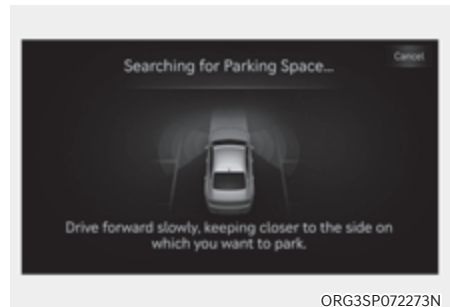 Cancel
Searching for Parking Space...
Drive forward slowly, keeping closer to the side on
which you want to park.
ORG3SP072273N